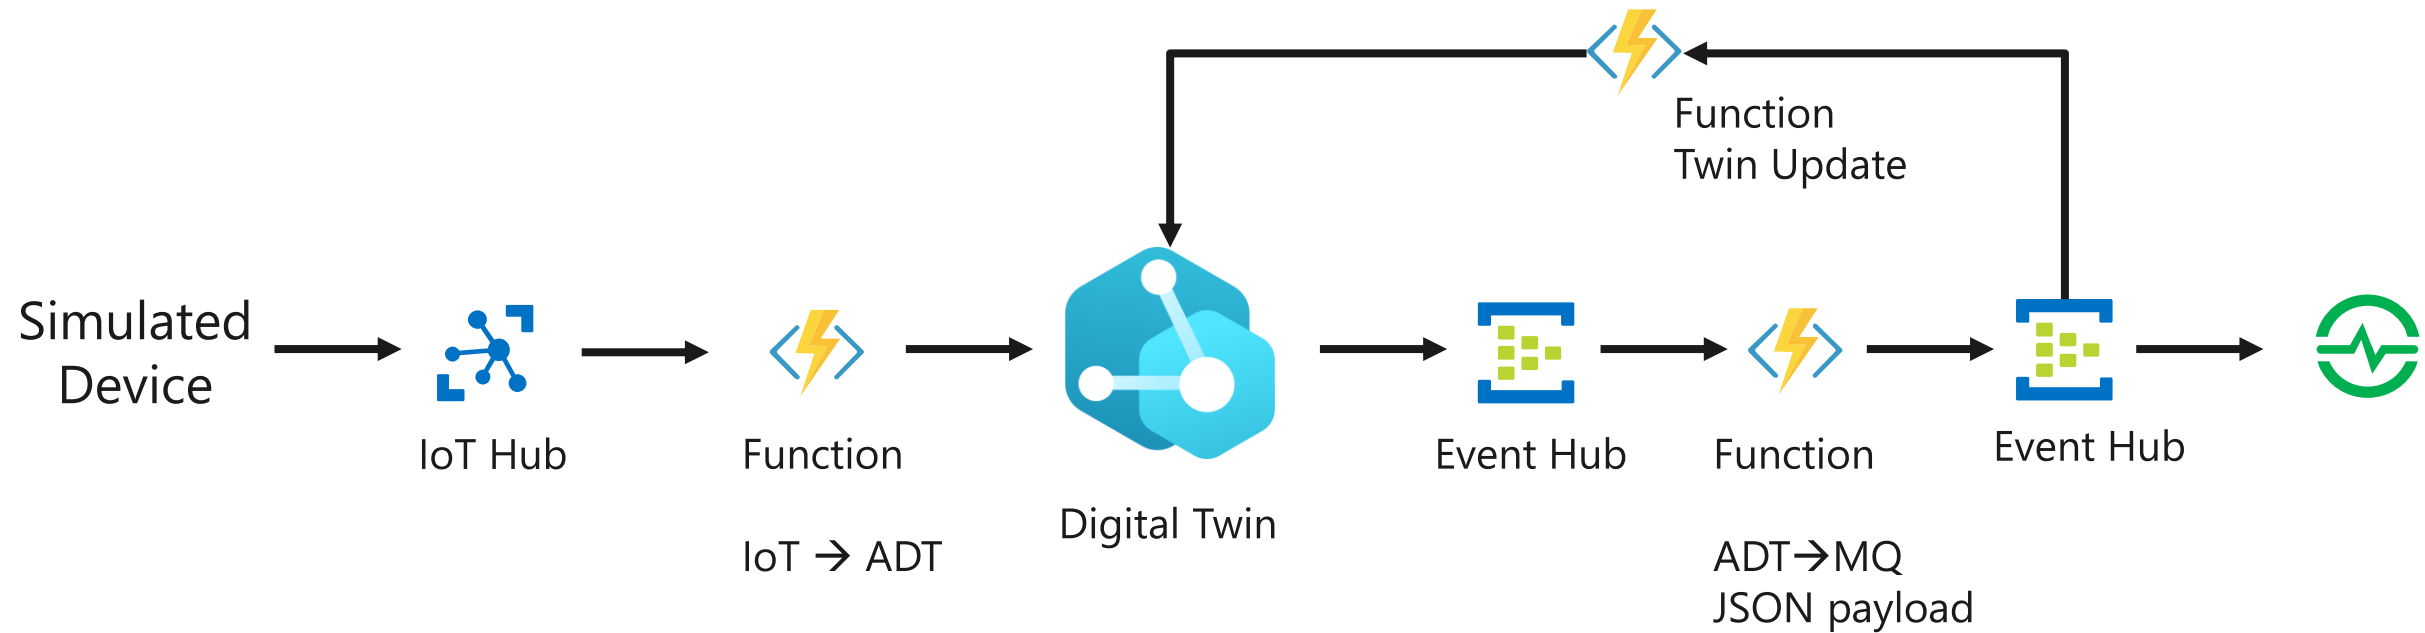 Function
Twin Update
Simulated
Device
IoT Hub
Function
IoT → ADT
Digital Twin
Event Hub
Function
ADT→MQ
JSON payload
Event Hub